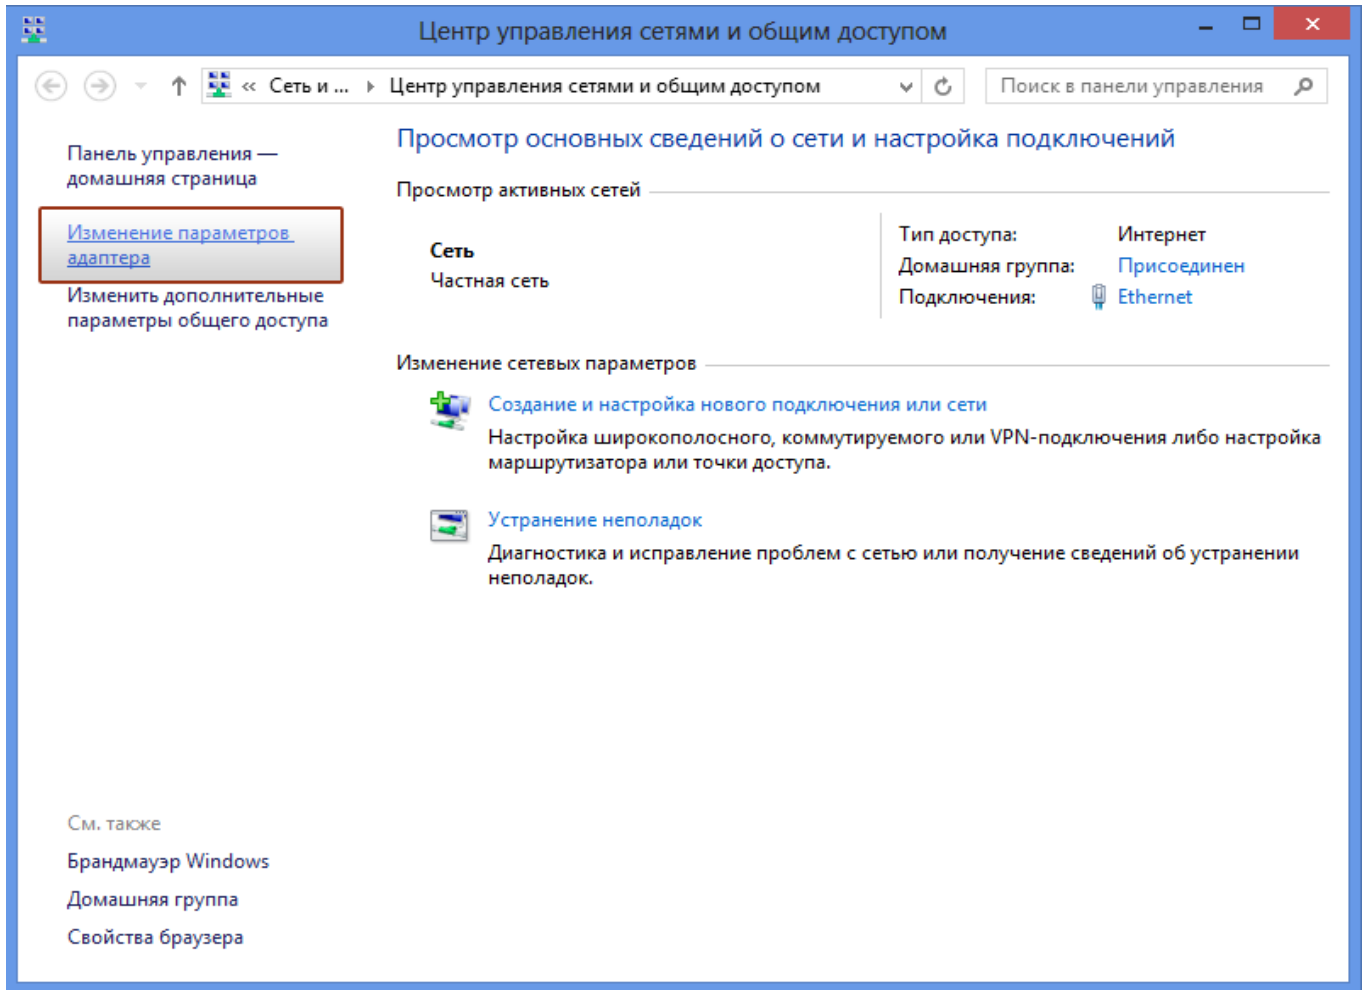 Центр управления сетями и общим доступом
« Сеть и ... Центр управления сетями и общим доступом
Поиск в панели управления
Панель управления —
домашняя страница
Изменение параметров
адаптера
Изменить дополнительные
параметры общего доступа
Просмотр основных сведений о сети и настройка подключений
Просмотр активных сетей
Сеть
Частная сеть
Тип доступа: Интернет
Домашняя группа: Присоединен
Подключения: Ethernet
Изменение сетевых параметров
Создание и настройка нового подключения или сети
Настройка широкополосного, коммутируемого или VPN-подключения либо настройка
маршрутизатора или точки доступа.
Устранение неполадок
Диагностика и исправление проблем с сетью или получение сведений об устранении
неполадок.
См. также
Брандмауэр Windows
Домашняя группа
Свойства браузера